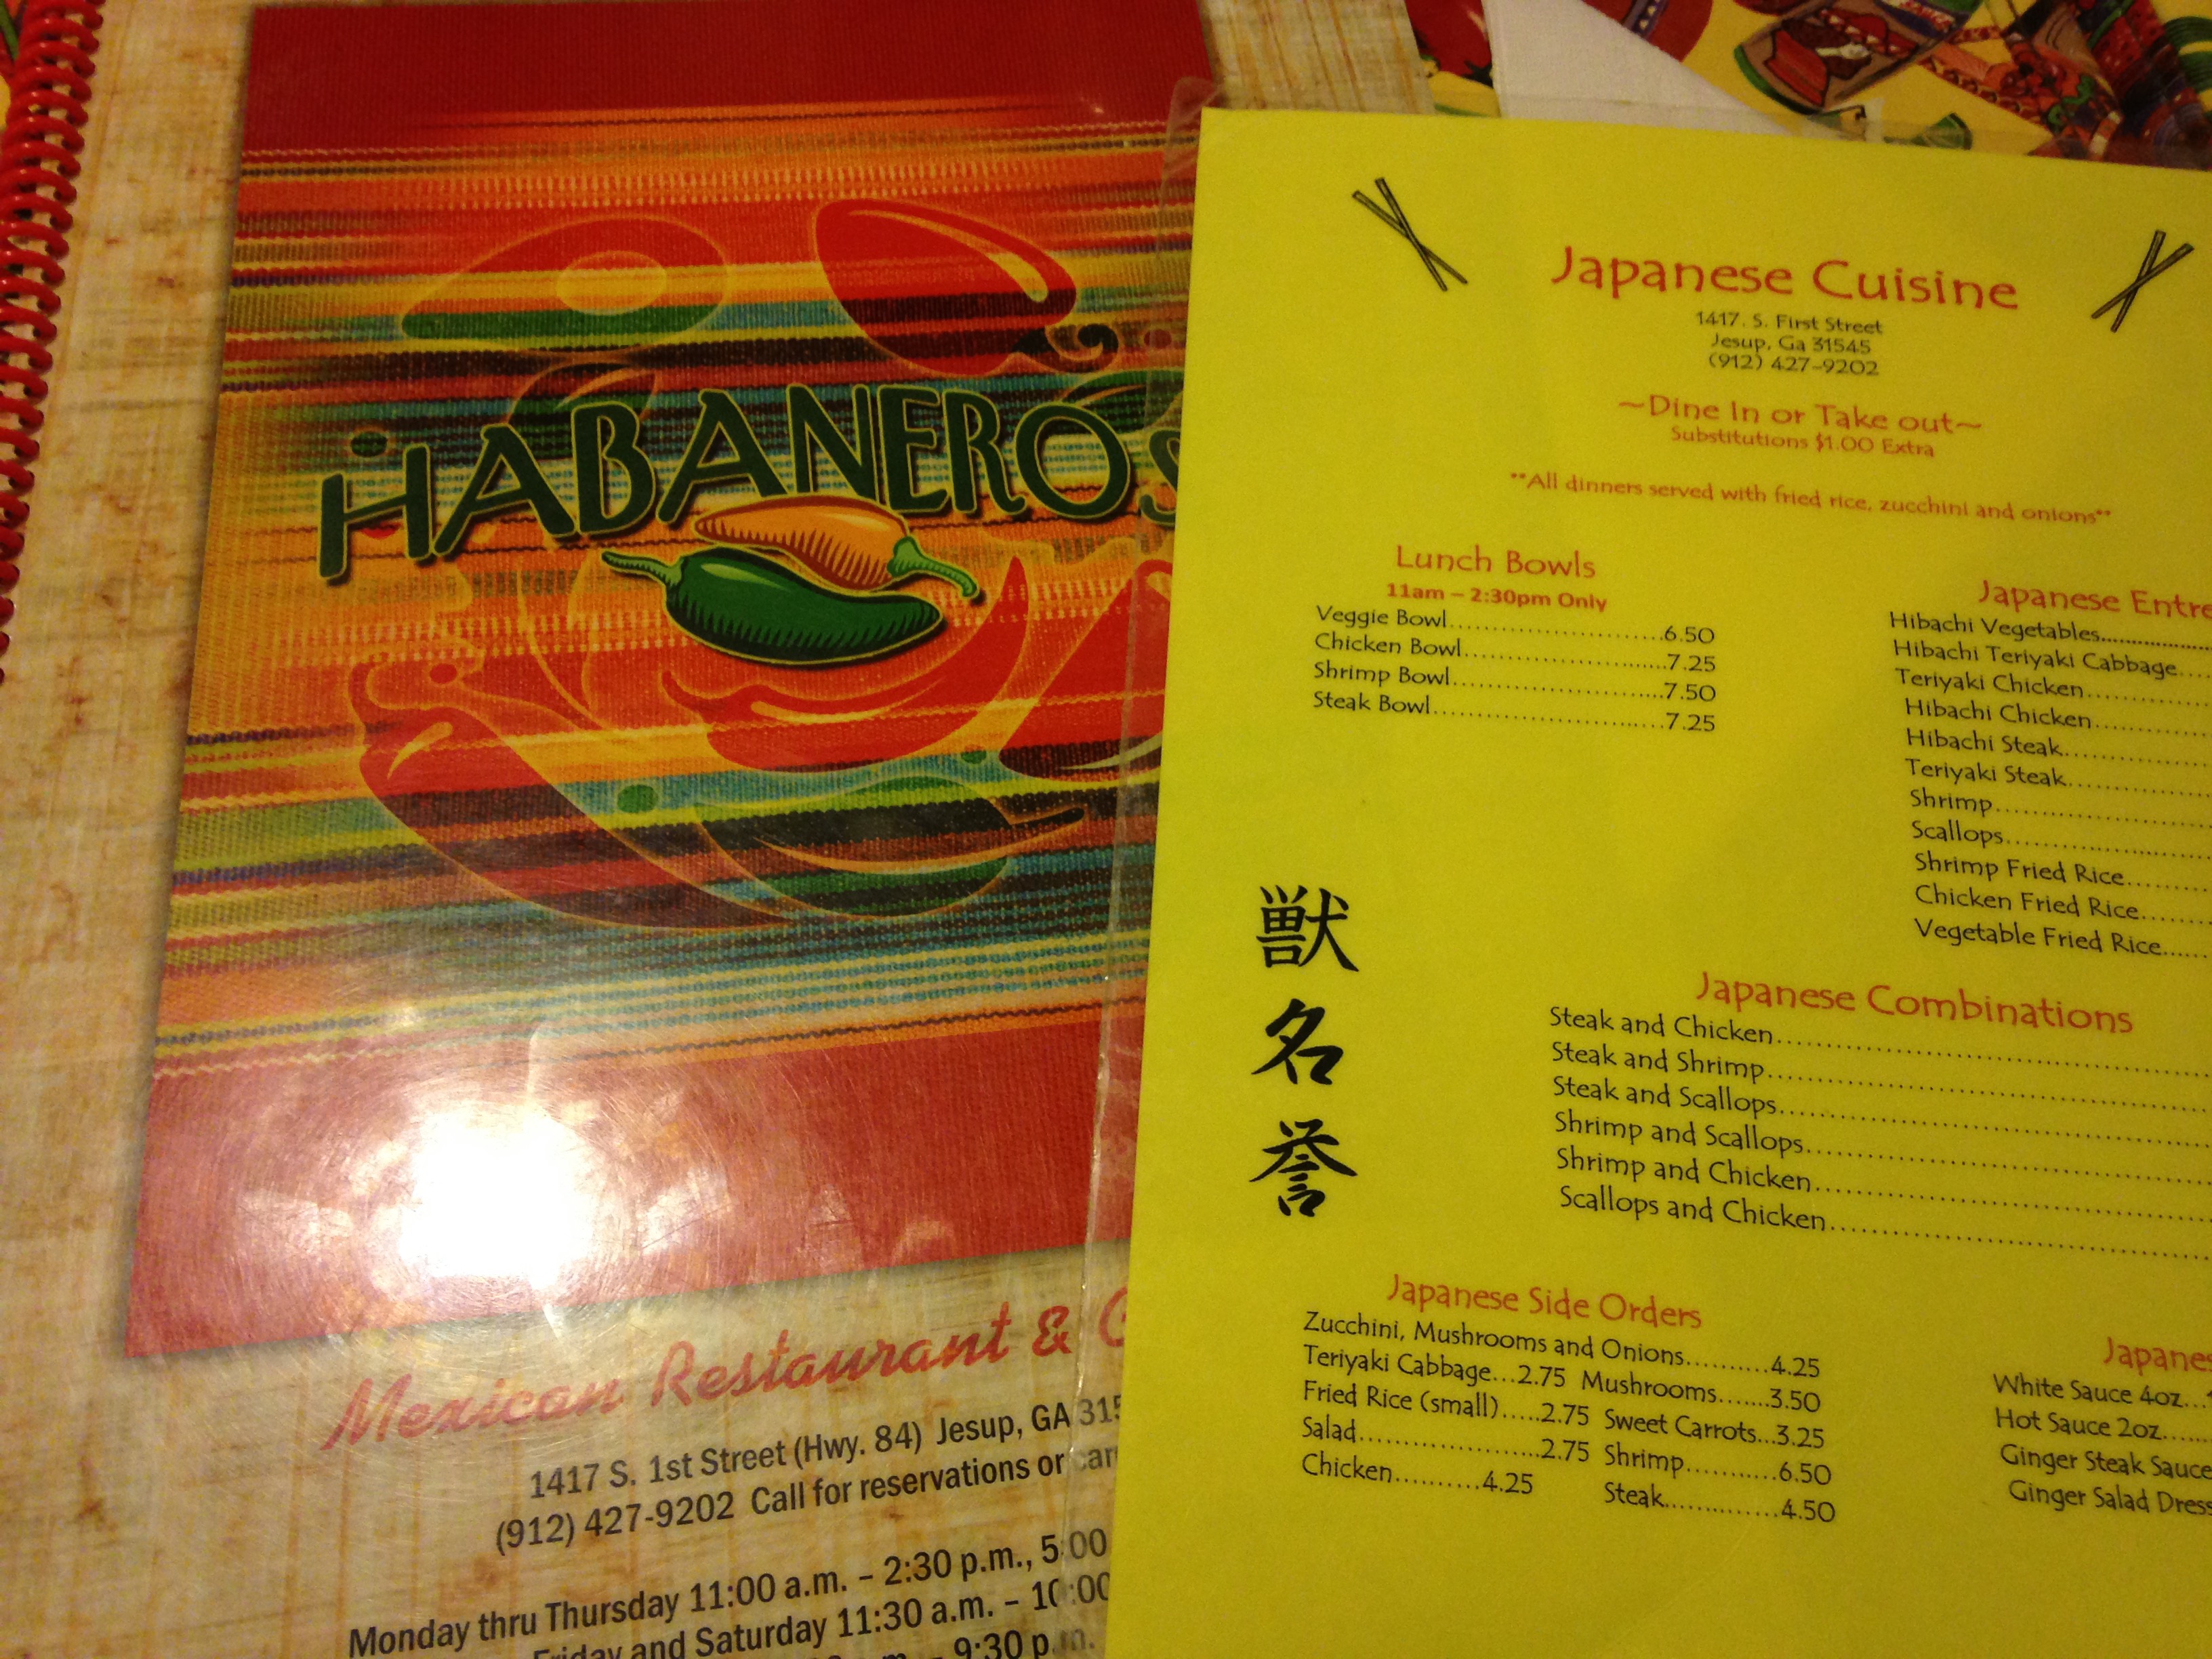 HABANEROS
Mexican Restaurant &
1417 S. 1st Street (Hwy. 84) Jesup, GA 315
(912) 427-9202 Call for reservations or
Monday thru Thursday 11:00 a.m. – 2:30 p.m., 5:00
Friday and Saturday 11:30 a.m. – 10:00
– 9:30 p.m.
Japanese Cuisine
1417. S. First Street
Jesup, Ga 31545
(912) 427-9202
~Dine In or Take out~
Substitutions $1.00 Extra
**All dinners served with fried rice, zucchini and onions**
Lunch Bowls
11am – 2:30pm Only
Veggie Bowl..............................6.50
Chicken Bowl............................7.25
Shrimp Bowl..............................7.50
Steak Bowl................................7.25
Japanese Entre
Hibachi Vegetables................
Hibachi Teriyaki Cabbage....
Teriyaki Chicken..................
Hibachi Chicken................
Hibachi Steak....................
Teriyaki Steak...................
Shrimp..............................
Scallops............................
Shrimp Fried Rice...........
Chicken Fried Rice.........
Vegetable Fried Rice......
獣
名
誉
Japanese Combinations
Steak and Chicken..................................................
Steak and Shrimp...................................................
Steak and Scallops.................................................
Shrimp and Scallops..............................................
Shrimp and Chicken.............................................
Scallops and Chicken...........................................
Japanese Side Orders
Zucchini, Mushrooms and Onions..........4.25
Teriyaki Cabbage...2.75 Mushrooms.......3.50
Fried Rice (small).....2.75 Sweet Carrots...3.25
Salad......................2.75 Shrimp...........6.50
Chicken..........4.25 Steak..............4.50
Japanes
White Sauce 4oz...
Hot Sauce 2oz......
Ginger Steak Sauce
Ginger Salad Dress